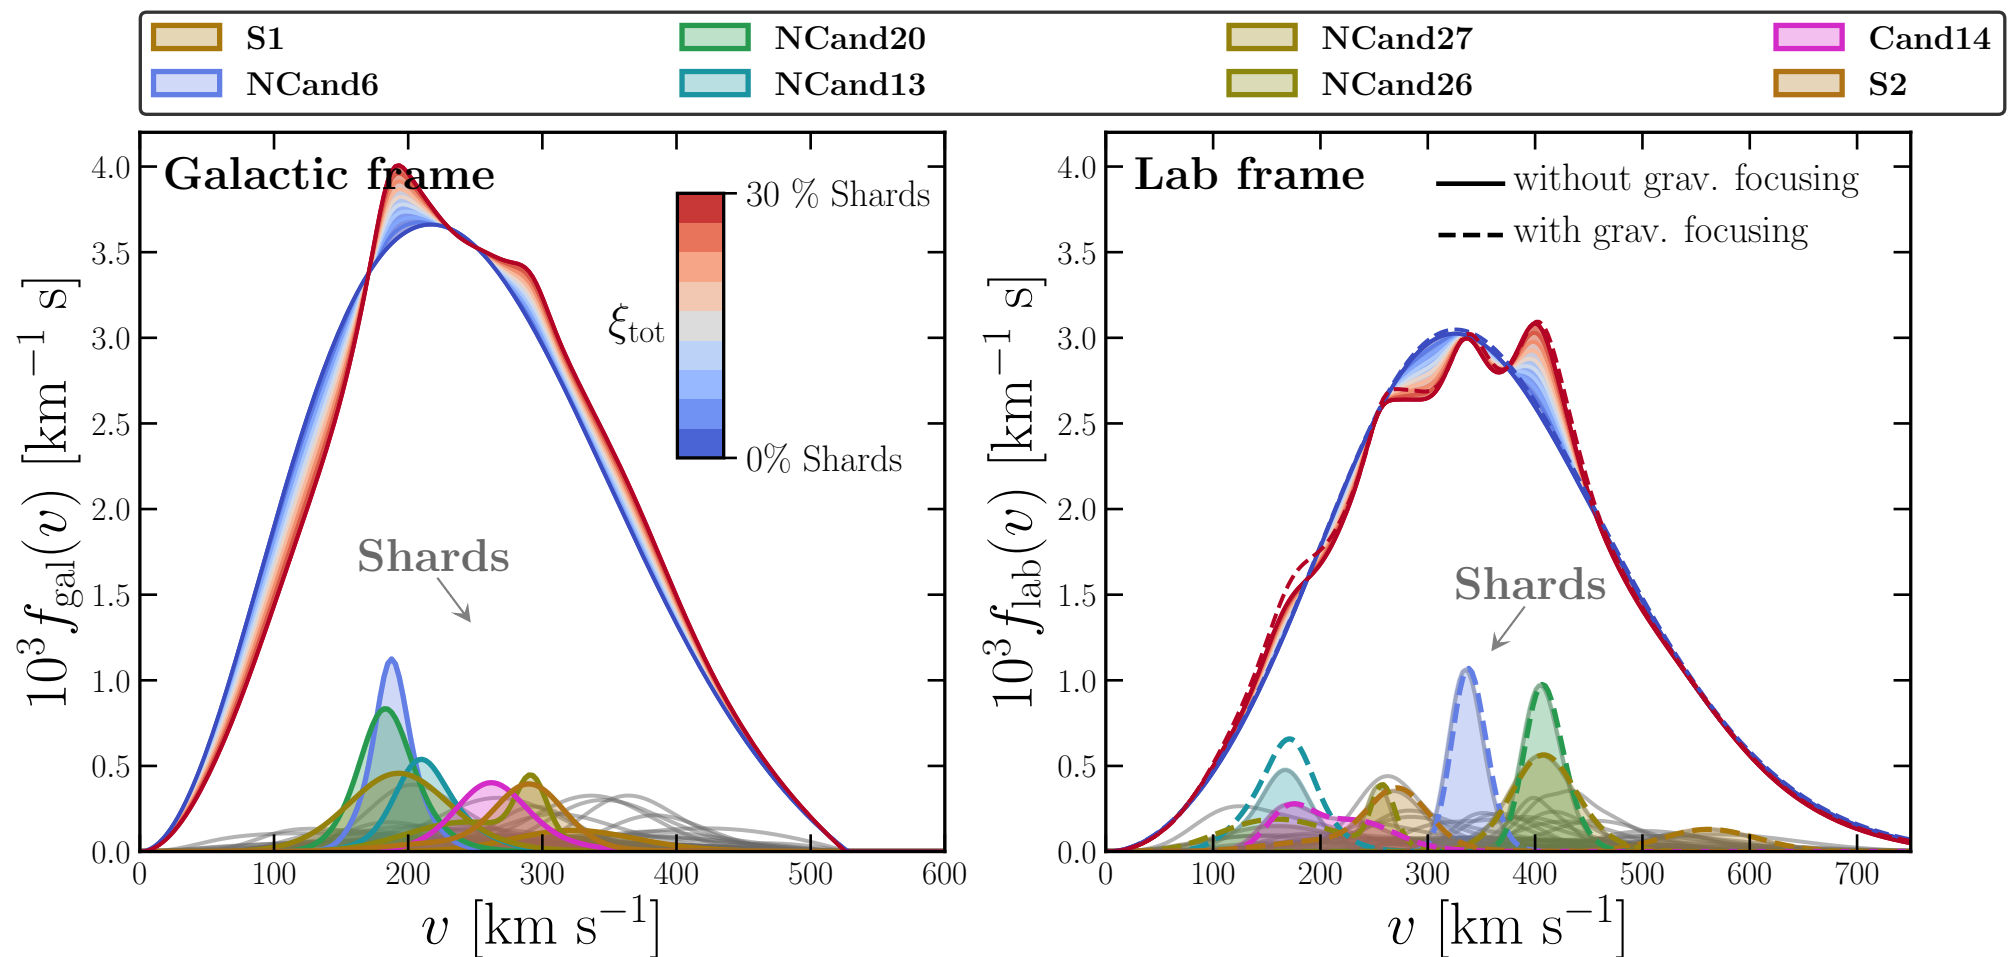 S1 NCand20 NCand27 Cand14
NCand6 NCand13 NCand26 S2
Galactic frame
30 % Shards
ξtot
0% Shards
Shards
10³ fgal(v) [km⁻¹ s]
4.0
3.5
3.0
2.5
2.0
1.5
1.0
0.5
0.0
0 100 200 300 400 500 600
v [km s⁻¹]
Lab frame
without grav. focusing
with grav. focusing
Shards
10³ flab(v) [km⁻¹ s]
4.0
3.5
3.0
2.5
2.0
1.5
1.0
0.5
0.0
0 100 200 300 400 500 600 700
v [km s⁻¹]